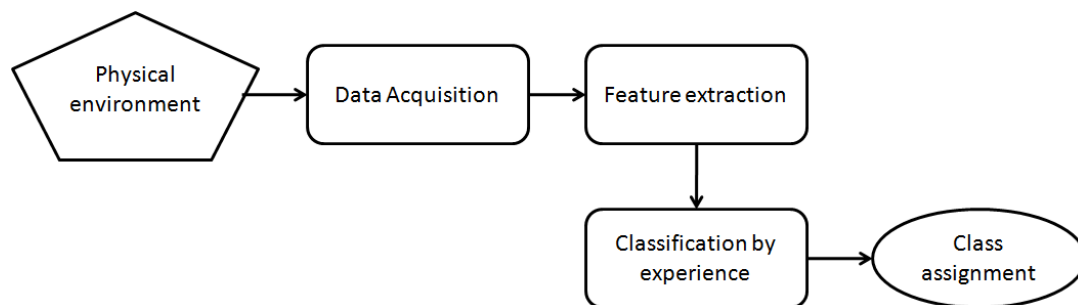 Physical
environment
Data Acquisition
Feature extraction
Classification by
experience
Class
assignment